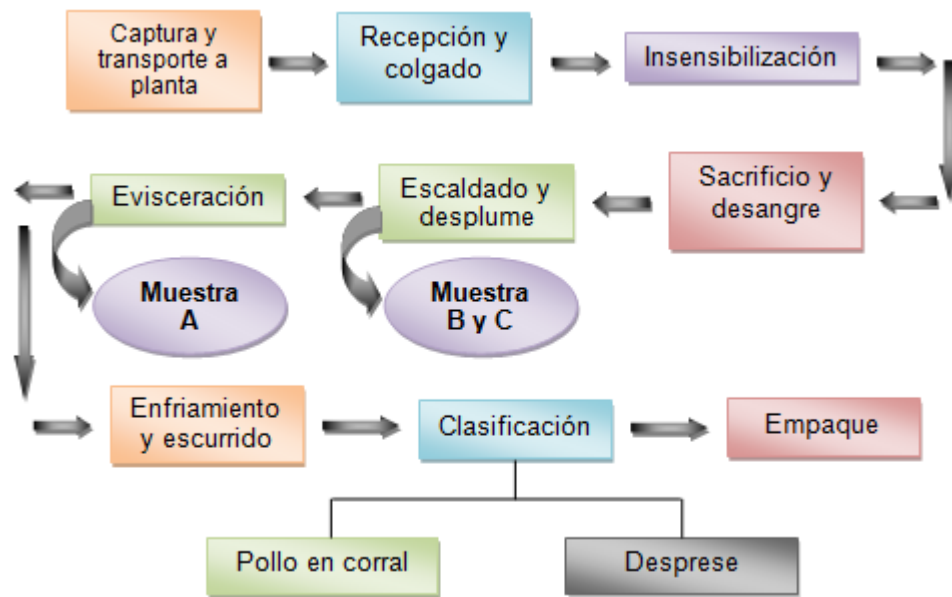 Captura y
transporte a
planta
Recepción y
colgado
Insensibilización
Sacrificio y
desangre
Escaldado y
desplume
Evisceración
Muestra
A
Muestra
B y C
Enfriamiento
y escurrido
Clasificación
Empaque
Pollo en corral
Desprese